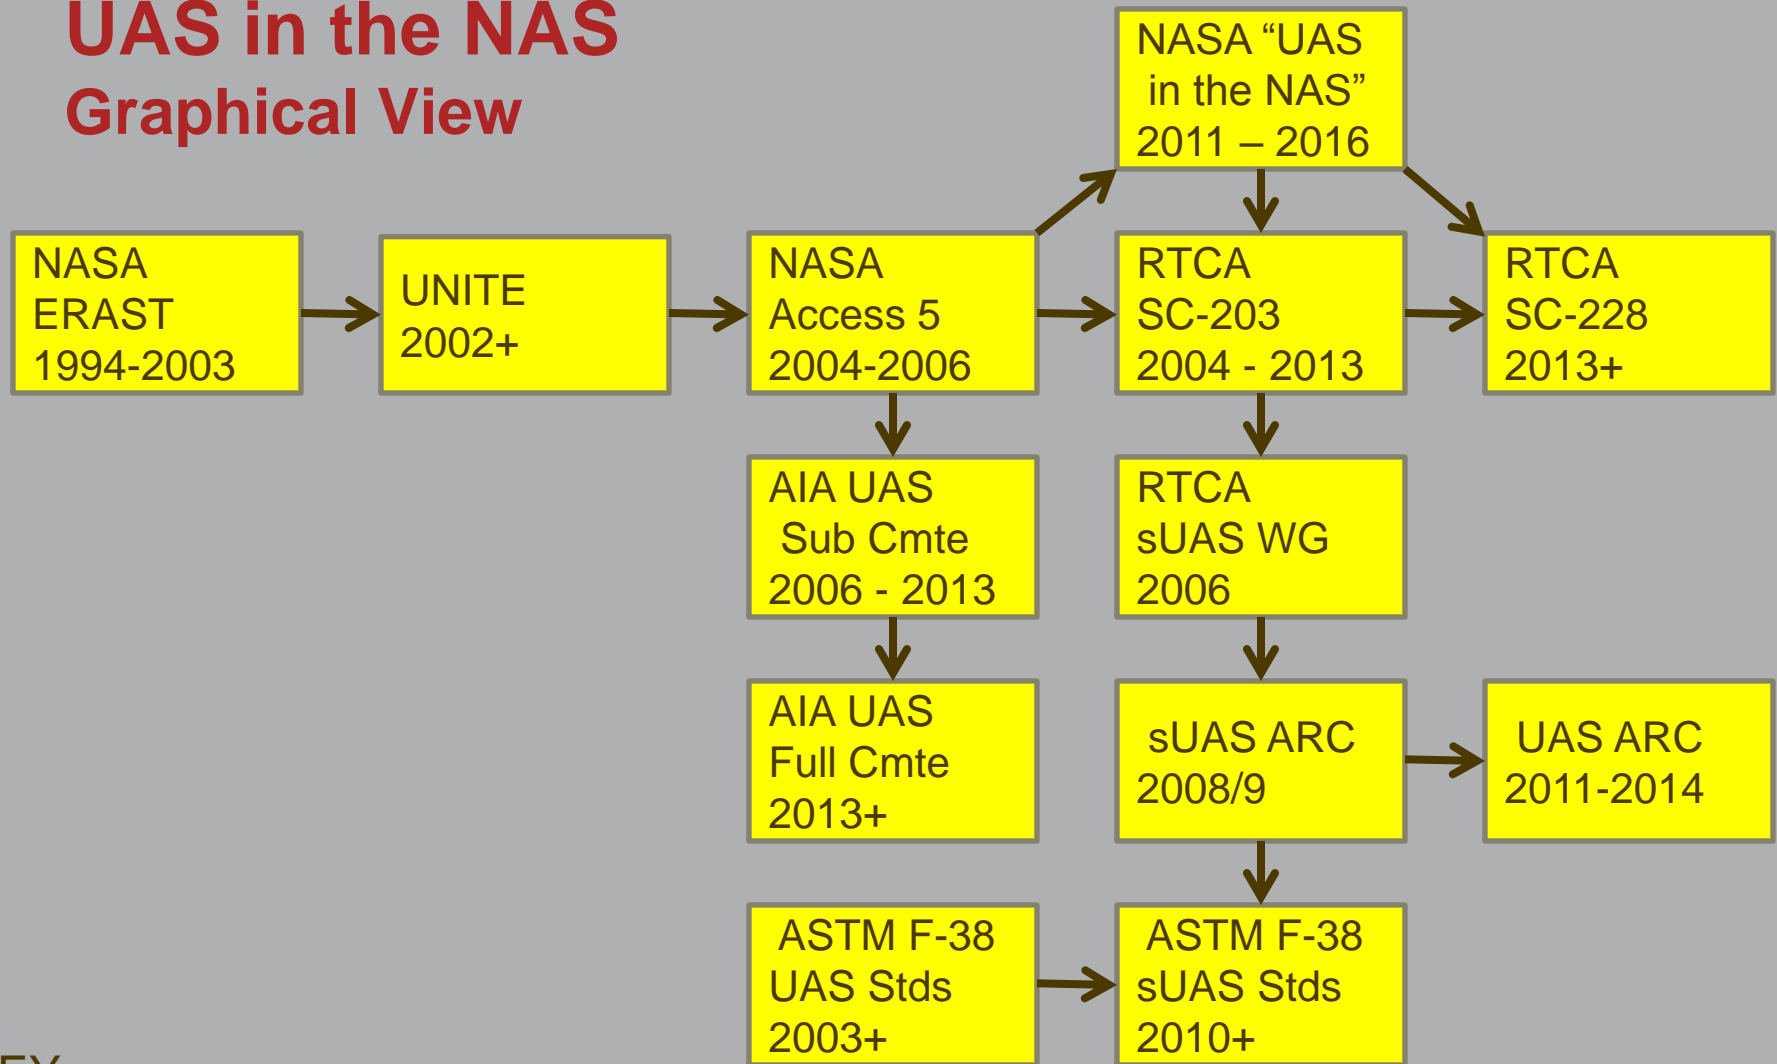 UAS in the NAS
Graphical View
NASA “UAS
in the NAS”
2011 – 2016
NASA
ERAST
1994-2003
UNITE
2002+
NASA
Access 5
2004-2006
RTCA
SC-203
2004 - 2013
RTCA
SC-228
2013+
AIA UAS
Sub Cmte
2006 - 2013
RTCA
sUAS WG
2006
AIA UAS
Full Cmte
2013+
sUAS ARC
2008/9
UAS ARC
2011-2014
ASTM F-38
UAS Stds
2003+
ASTM F-38
sUAS Stds
2010+